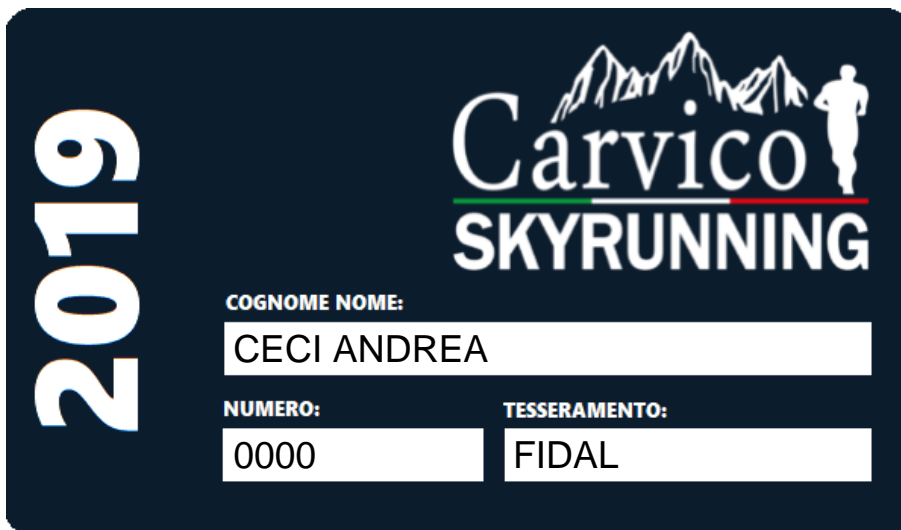 2019
Carvico
SKYRUNNING
COGNOME NOME:
CECI ANDREA
NUMERO:
TESSERAMENTO:
0000
FIDAL